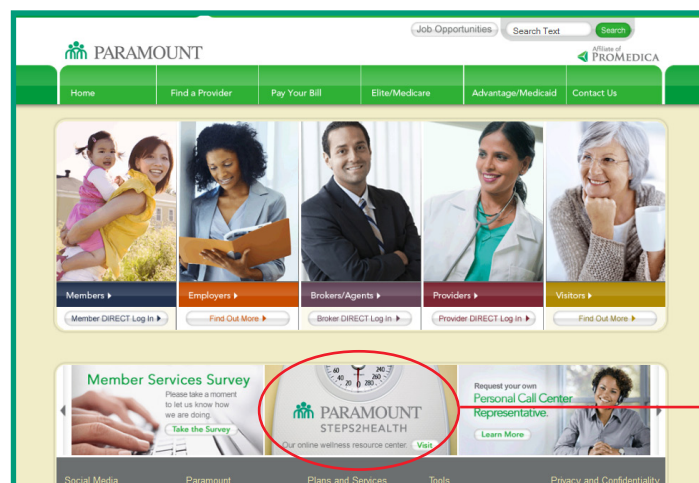 Job Opportunities
Search Text
Search
PARAMOUNT
Affiliate of
PROMEDICA
Home
Find a Provider
Pay Your Bill
Elite/Medicare
Advantage/Medicaid
Contact Us
Members
Employers
Brokers/Agents
Providers
Visitors
Member DIRECT Log In
Find Out More
Broker DIRECT Log In
Provider DIRECT Log In
Find Out More
Member Services Survey
Please take a moment
to let us know how
we are doing.
Take the Survey
60
40
20
0
240
260
280
PARAMOUNT
STEPS2HEALTH
Our online wellness resource center.
Visit
Request your own
Personal Call Center
Representative.
Learn More
Social Media
Paramount
Plans and Services
Tools
Privacy and Confidentiality